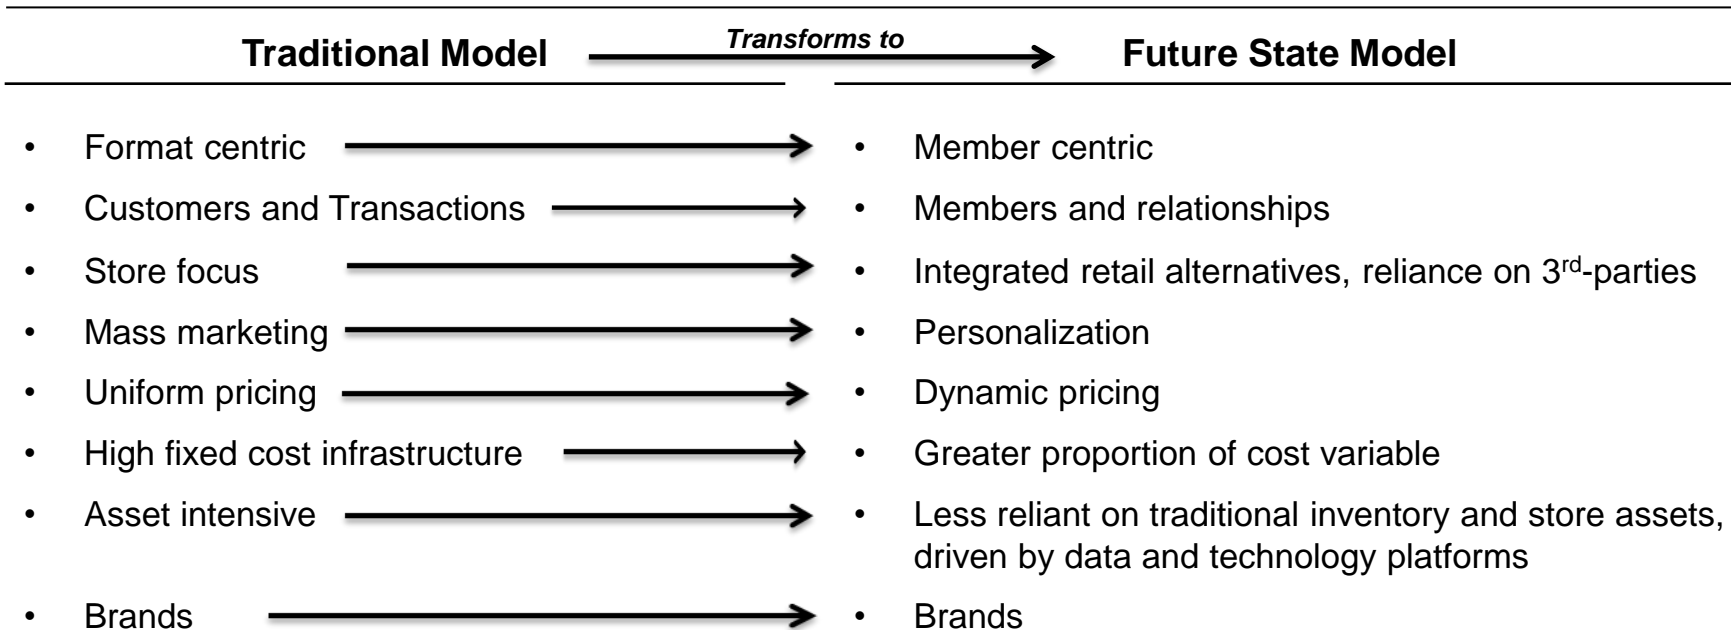 Traditional Model Transforms to Future State Model
• Format centric • Member centric
• Customers and Transactions • Members and relationships
• Store focus • Integrated retail alternatives, reliance on 3rd-parties
• Mass marketing • Personalization
• Uniform pricing • Dynamic pricing
• High fixed cost infrastructure • Greater proportion of cost variable
• Asset intensive • Less reliant on traditional inventory and store assets,
driven by data and technology platforms
• Brands • Brands